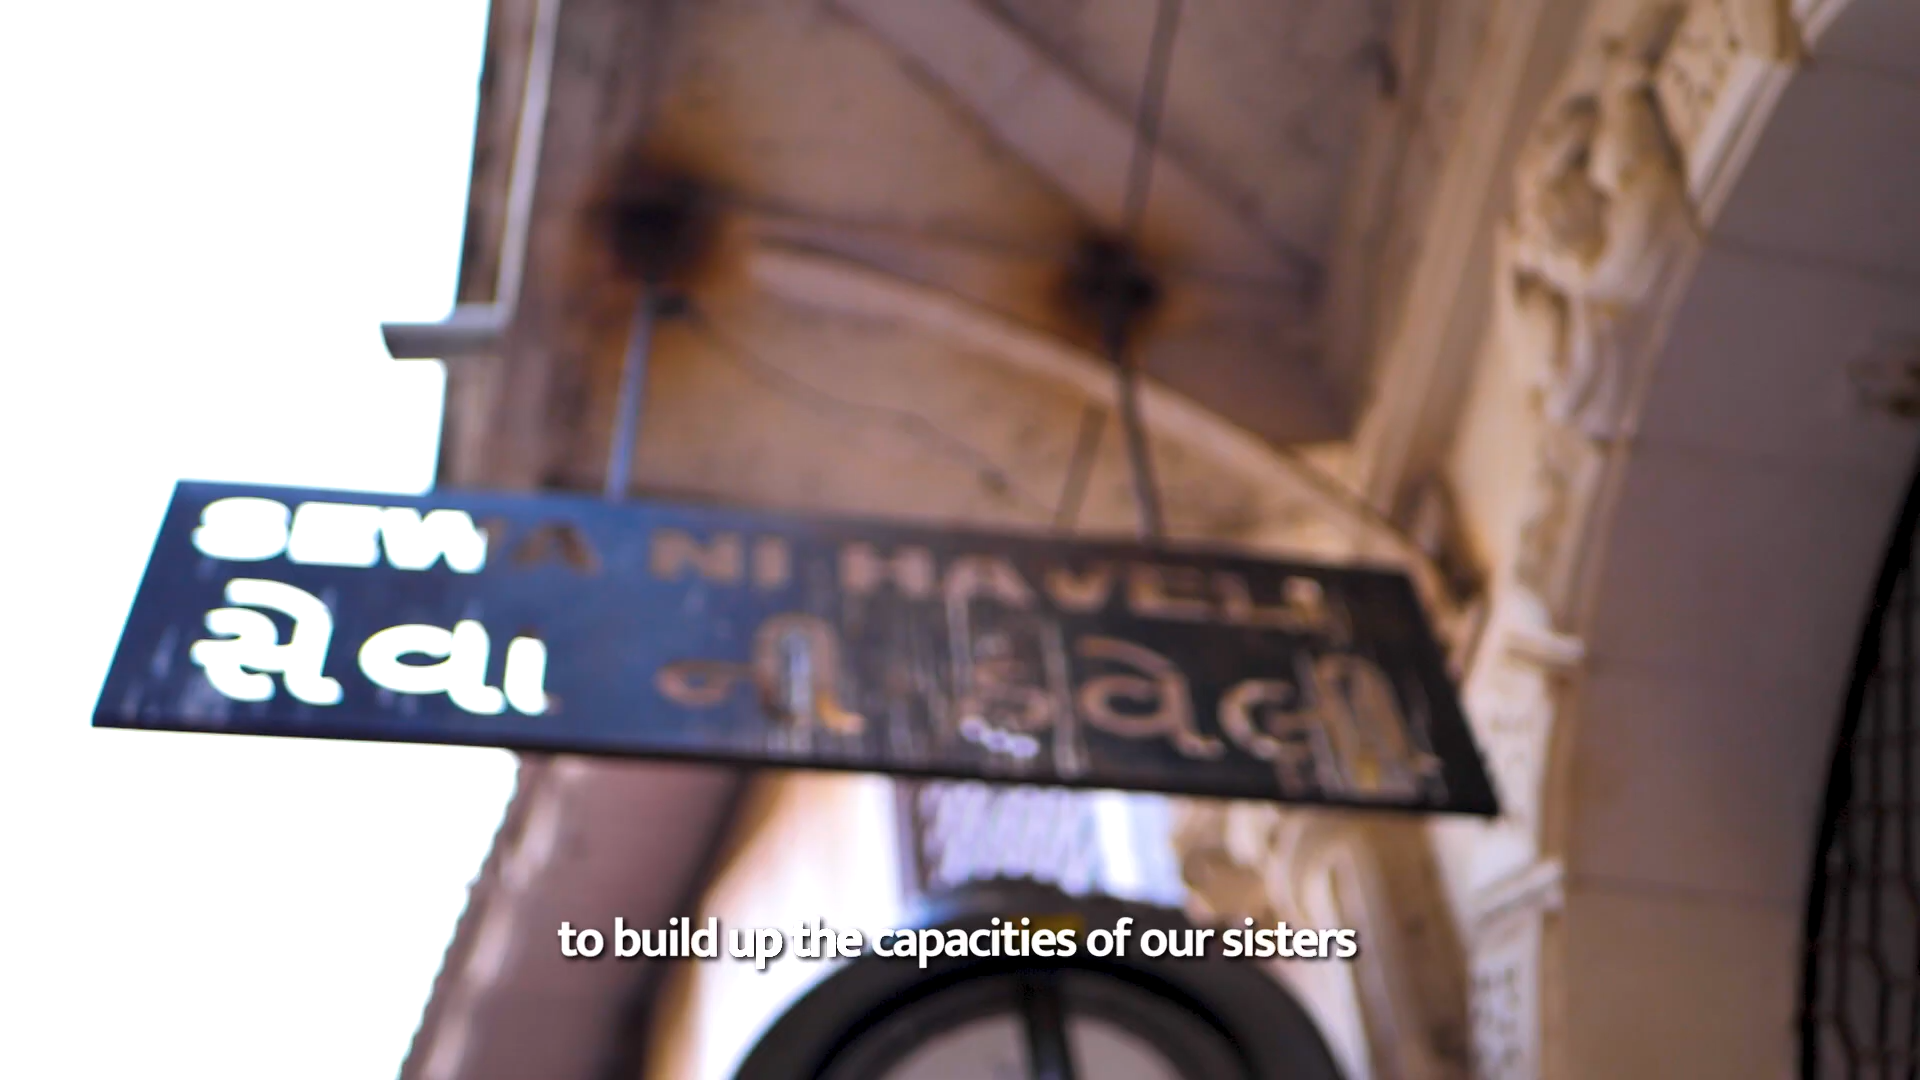 SEWA NI HAVELI
સેવા ની હવેલી
to build up the capacities of our sisters